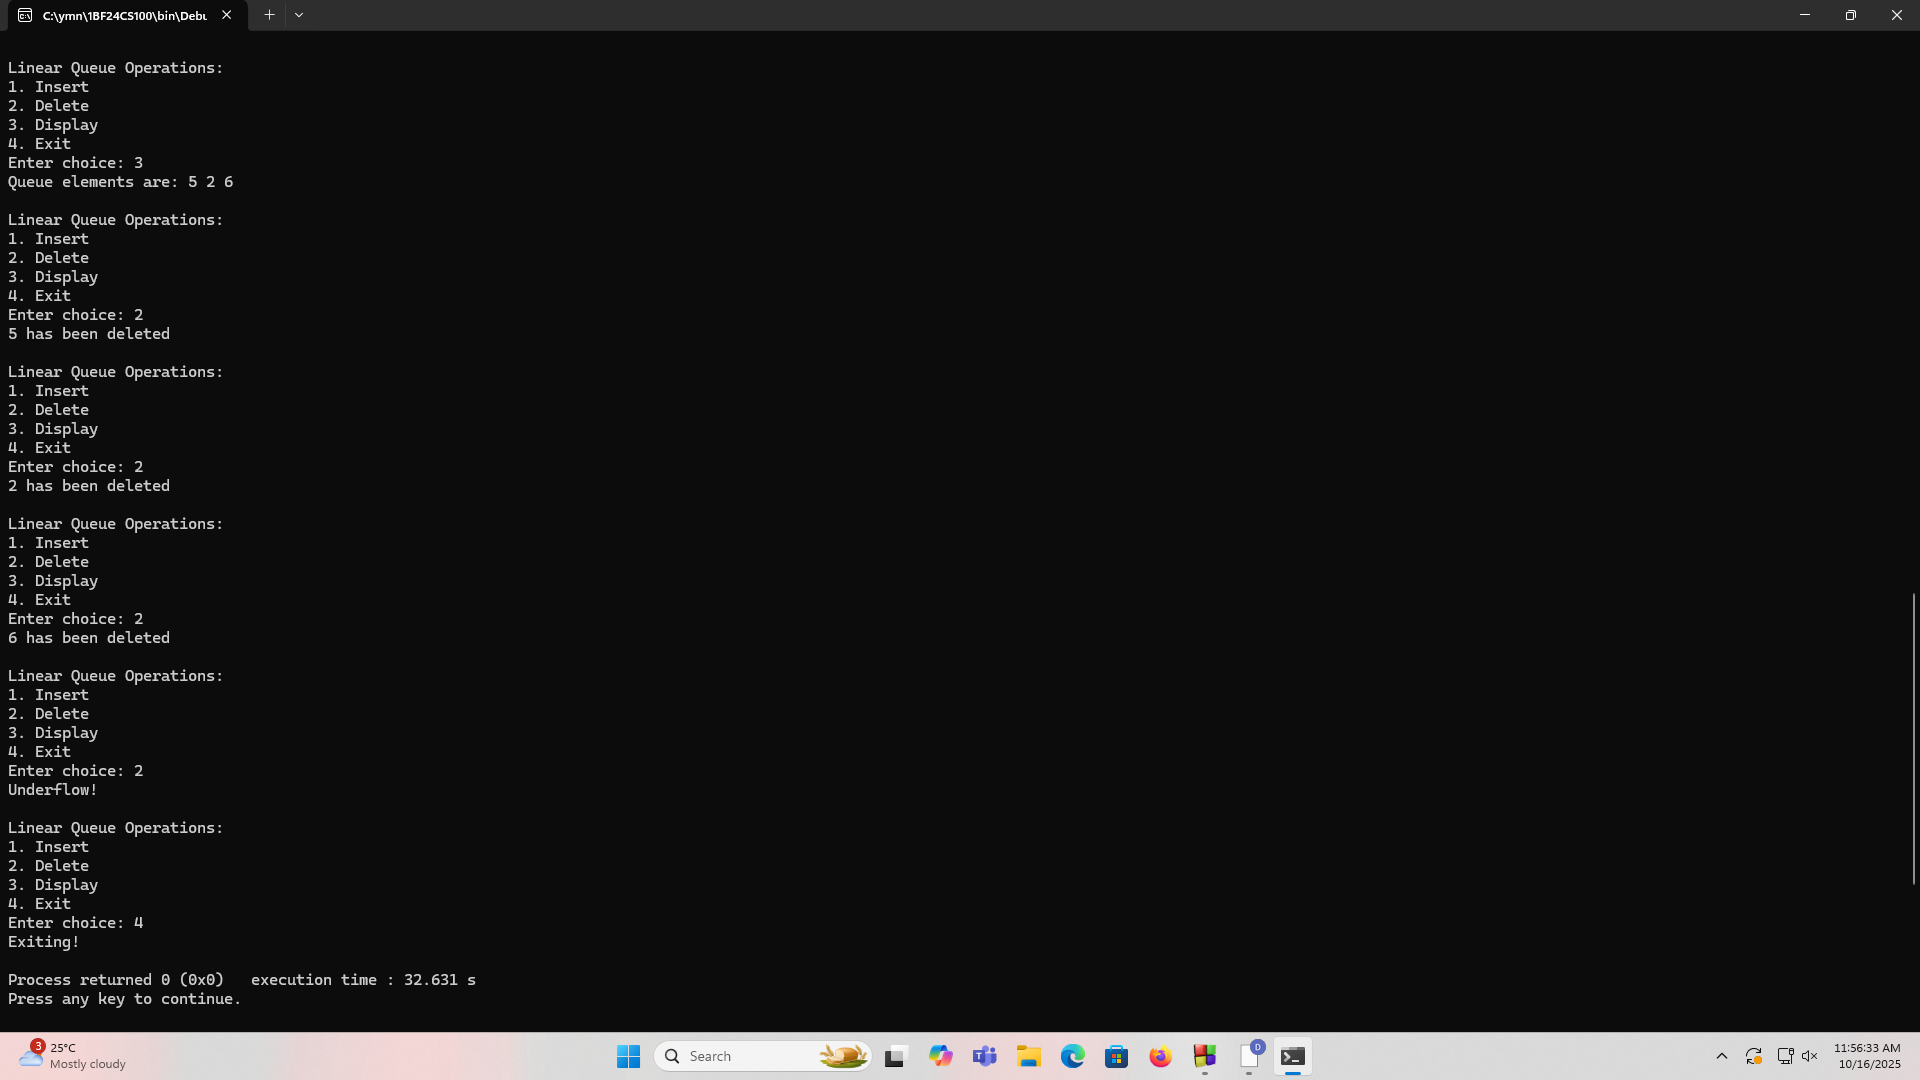 C:\ymn\1BF24CS100\bin\Debu
Linear Queue Operations:
1. Insert
2. Delete
3. Display
4. Exit
Enter choice: 3
Queue elements are: 5 2 6
Linear Queue Operations:
1. Insert
2. Delete
3. Display
4. Exit
Enter choice: 2
5 has been deleted
Linear Queue Operations:
1. Insert
2. Delete
3. Display
4. Exit
Enter choice: 2
2 has been deleted
Linear Queue Operations:
1. Insert
2. Delete
3. Display
4. Exit
Enter choice: 2
6 has been deleted
Linear Queue Operations:
1. Insert
2. Delete
3. Display
4. Exit
Enter choice: 2
Underflow!
Linear Queue Operations:
1. Insert
2. Delete
3. Display
4. Exit
Enter choice: 4
Exiting!
Process returned 0 (0x0)   execution time : 32.631 s
Press any key to continue.
3
25°C
Mostly cloudy
Search
D
11:56:33 AM
10/16/2025